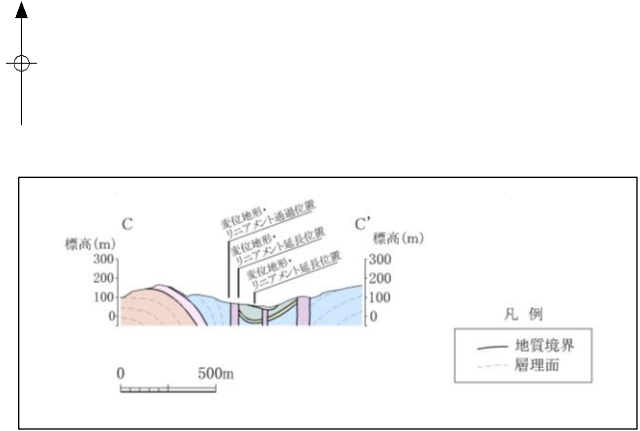 変位地形・
リニアメント通過位置
変位地形・
リニアメント延長位置
変位地形・
リニアメント延長位置
C
C'
標高(m)
300
200
100
0
標高(m)
300
200
100
0
0 500m
凡 例
地質境界
層理面